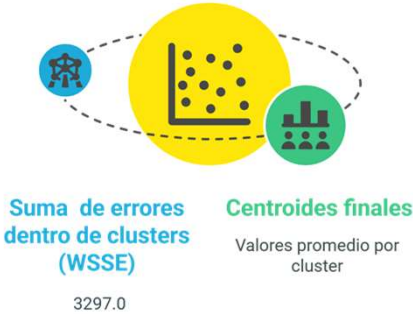 Suma de errores
dentro de clusters
(WSSE)
3297.0
Centroides finales
Valores promedio por
cluster